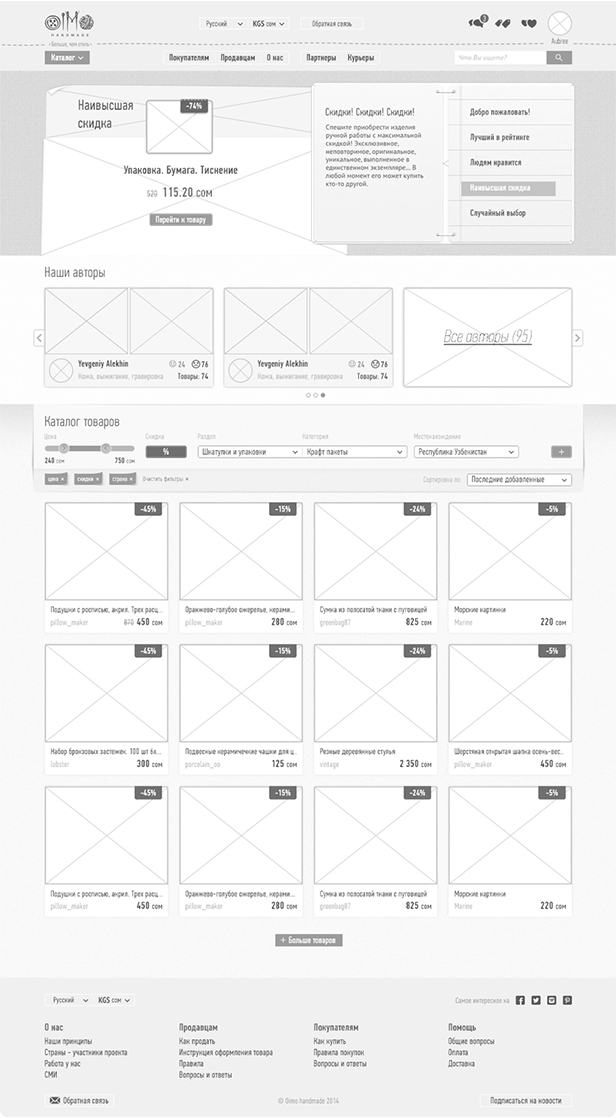 OIMO
HANDMADE
- больше, чем отель -
Русский
KGS сом
Обратная связь
3
Aubree
Каталог
Покупателям
Продавцам
О нас
Партнеры
Курьеры
Что Вы ищете?
Наивысшая
скидка
-74%
Упаковка. Бумага. Тиснение
520 115.20 сом
Перейти к товару
Скидки! Скидки! Скидки!
Спешите приобрести изделия
ручной работы с максимальной
скидкой! Эксклюзивное,
неповторимое, оригинальное,
уникальное, выполненное в
единственном экземпляре... В
любой момент его может купить
кто-то другой.
Добро пожаловать!
Лучший в рейтинге
Людям нравится
Наивысшая скидка
Случайный выбор
Наши авторы
Yevgeniy Alekhin
24 76
Кожа, выжигание, гравировка
Товары: 74
Yevgeniy Alekhin
24 76
Кожа, выжигание, гравировка
Товары: 74
Все авторы (95)
Каталог товаров
Цена
Скидка
Раздел
Категория
Местонахождение
240 сом
750 сом
%
Шкатулки и упаковки
Крафт пакеты
Республика Узбекистан
+
цена ×
скидки ×
страна ×
Очистить фильтры ×
Сортировка по:
Последние добавленные
-45%
-15%
-24%
-5%
Подушки с росписью, акрил. Трех расц...
Оранжево-голубое ожерелье, керами...
Сумка из полосатой ткани с пуговицей
Морские картинки
pillow_maker
870 450 сом
pillow_maker
280 сом
greenbag87
825 сом
Marine
220 сом
-45%
-15%
-24%
-5%
Набор бронзовых застежек. 100 шт 6х...
Подвесные керамичечкие чашки для ц..
Резные деревянные стулья
Шерстяная открытая шапка осень-вес..
lobster
300 сом
porcelain_oo
125 сом
vintage
2 350 сом
pillow_maker
450 сом
-45%
-15%
-24%
-5%
Подушки с росписью, акрил. Трех расц...
Оранжево-голубое ожерелье, керами...
Сумка из полосатой ткани с пуговицей
Морские картинки
pillow_maker
450 сом
pillow_maker
280 сом
greenbag87
825 сом
Marine
220 сом
+ Больше товаров
Русский
KGS сом
Самое интересное на:
О нас
Наши принципы
Страны - участники проекта
Работа у нас
СМИ
Продавцам
Как продать
Инструкция оформления товара
Правила
Вопросы и ответы
Покупателям
Как купить
Правила покупок
Вопросы и ответы
Помощь
Общие вопросы
Оплата
Доставка
Обратная связь
© Oimo handmade 2014
Подписаться на новости